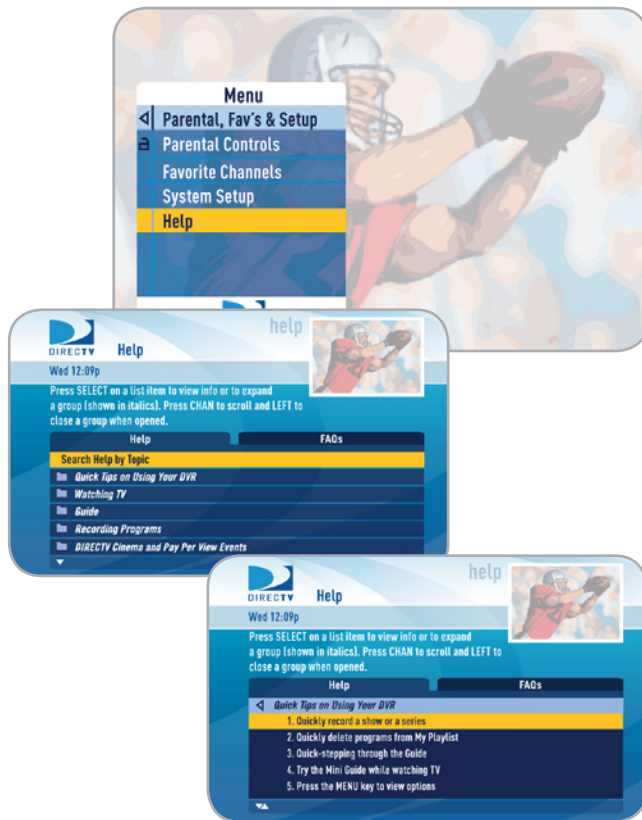 Menu
Parental, Fav's & Setup
Parental Controls
Favorite Channels
System Setup
Help
help
DIRECTV Help
Wed 12:09p
Press SELECT on a list item to view info or to expand
a group (shown in italics). Press CHAN to scroll and LEFT to
close a group when opened.
Help FAQs
Search Help by Topic
Quick Tips on Using Your DVR
Watching TV
Guide
Recording Programs
DIRECTV Cinema and Pay Per View Events
help
DIRECTV Help
Wed 12:09p
Press SELECT on a list item to view info or to expand
a group (shown in italics). Press CHAN to scroll and LEFT to
close a group when opened.
Help FAQs
Quick Tips on Using Your DVR
1. Quickly record a show or a series
2. Quickly delete programs from My Playlist
3. Quick-stepping through the Guide
4. Try the Mini Guide while watching TV
5. Press the MENU key to view options